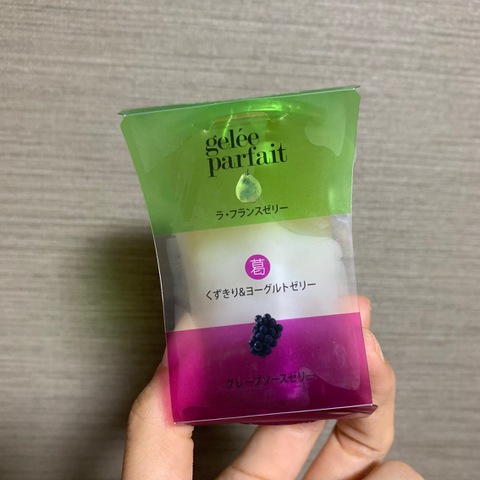 gelée
parfait
ラ・フランスゼリー
葛
くずきり&ヨーグルトゼリー
グレープソースゼリー